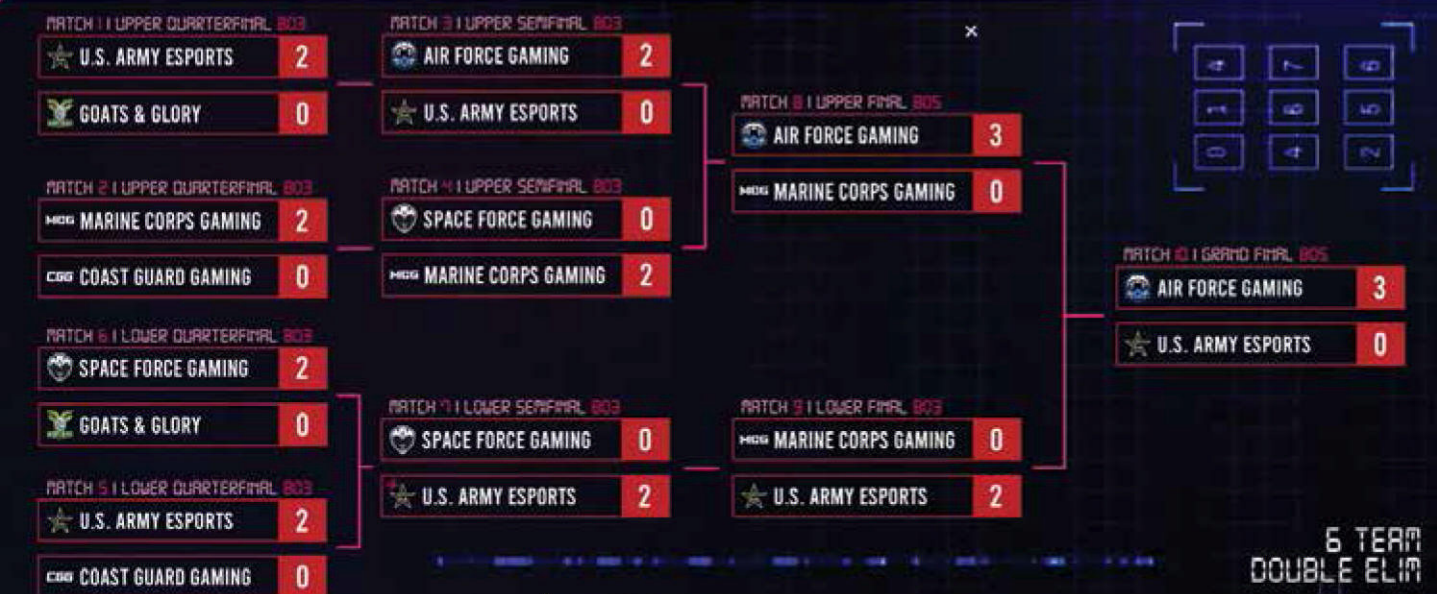 MATCH 1 | UPPER QUARTERFINAL BO3
U.S. ARMY ESPORTS 2
GOATS & GLORY 0
MATCH 2 | UPPER QUARTERFINAL BO3
MCG MARINE CORPS GAMING 2
CGG COAST GUARD GAMING 0
MATCH 6 | LOWER QUARTERFINAL BO3
SPACE FORCE GAMING 2
GOATS & GLORY 0
MATCH 5 | LOWER QUARTERFINAL BO3
U.S. ARMY ESPORTS 2
CGG COAST GUARD GAMING 0
MATCH 3 | UPPER SEMIFINAL BO3
AIR FORCE GAMING 2
U.S. ARMY ESPORTS 0
MATCH 4 | UPPER SEMIFINAL BO3
SPACE FORCE GAMING 0
MCG MARINE CORPS GAMING 2
MATCH 7 | LOWER SEMIFINAL BO3
SPACE FORCE GAMING 0
U.S. ARMY ESPORTS 2
×
MATCH 8 | UPPER FINAL BO5
AIR FORCE GAMING 3
MCG MARINE CORPS GAMING 0
MATCH 9 | LOWER FINAL BO3
MCG MARINE CORPS GAMING 0
U.S. ARMY ESPORTS 2
MATCH 10 | GRAND FINAL BO5
AIR FORCE GAMING 3
U.S. ARMY ESPORTS 0
6 TEAM
DOUBLE ELIM